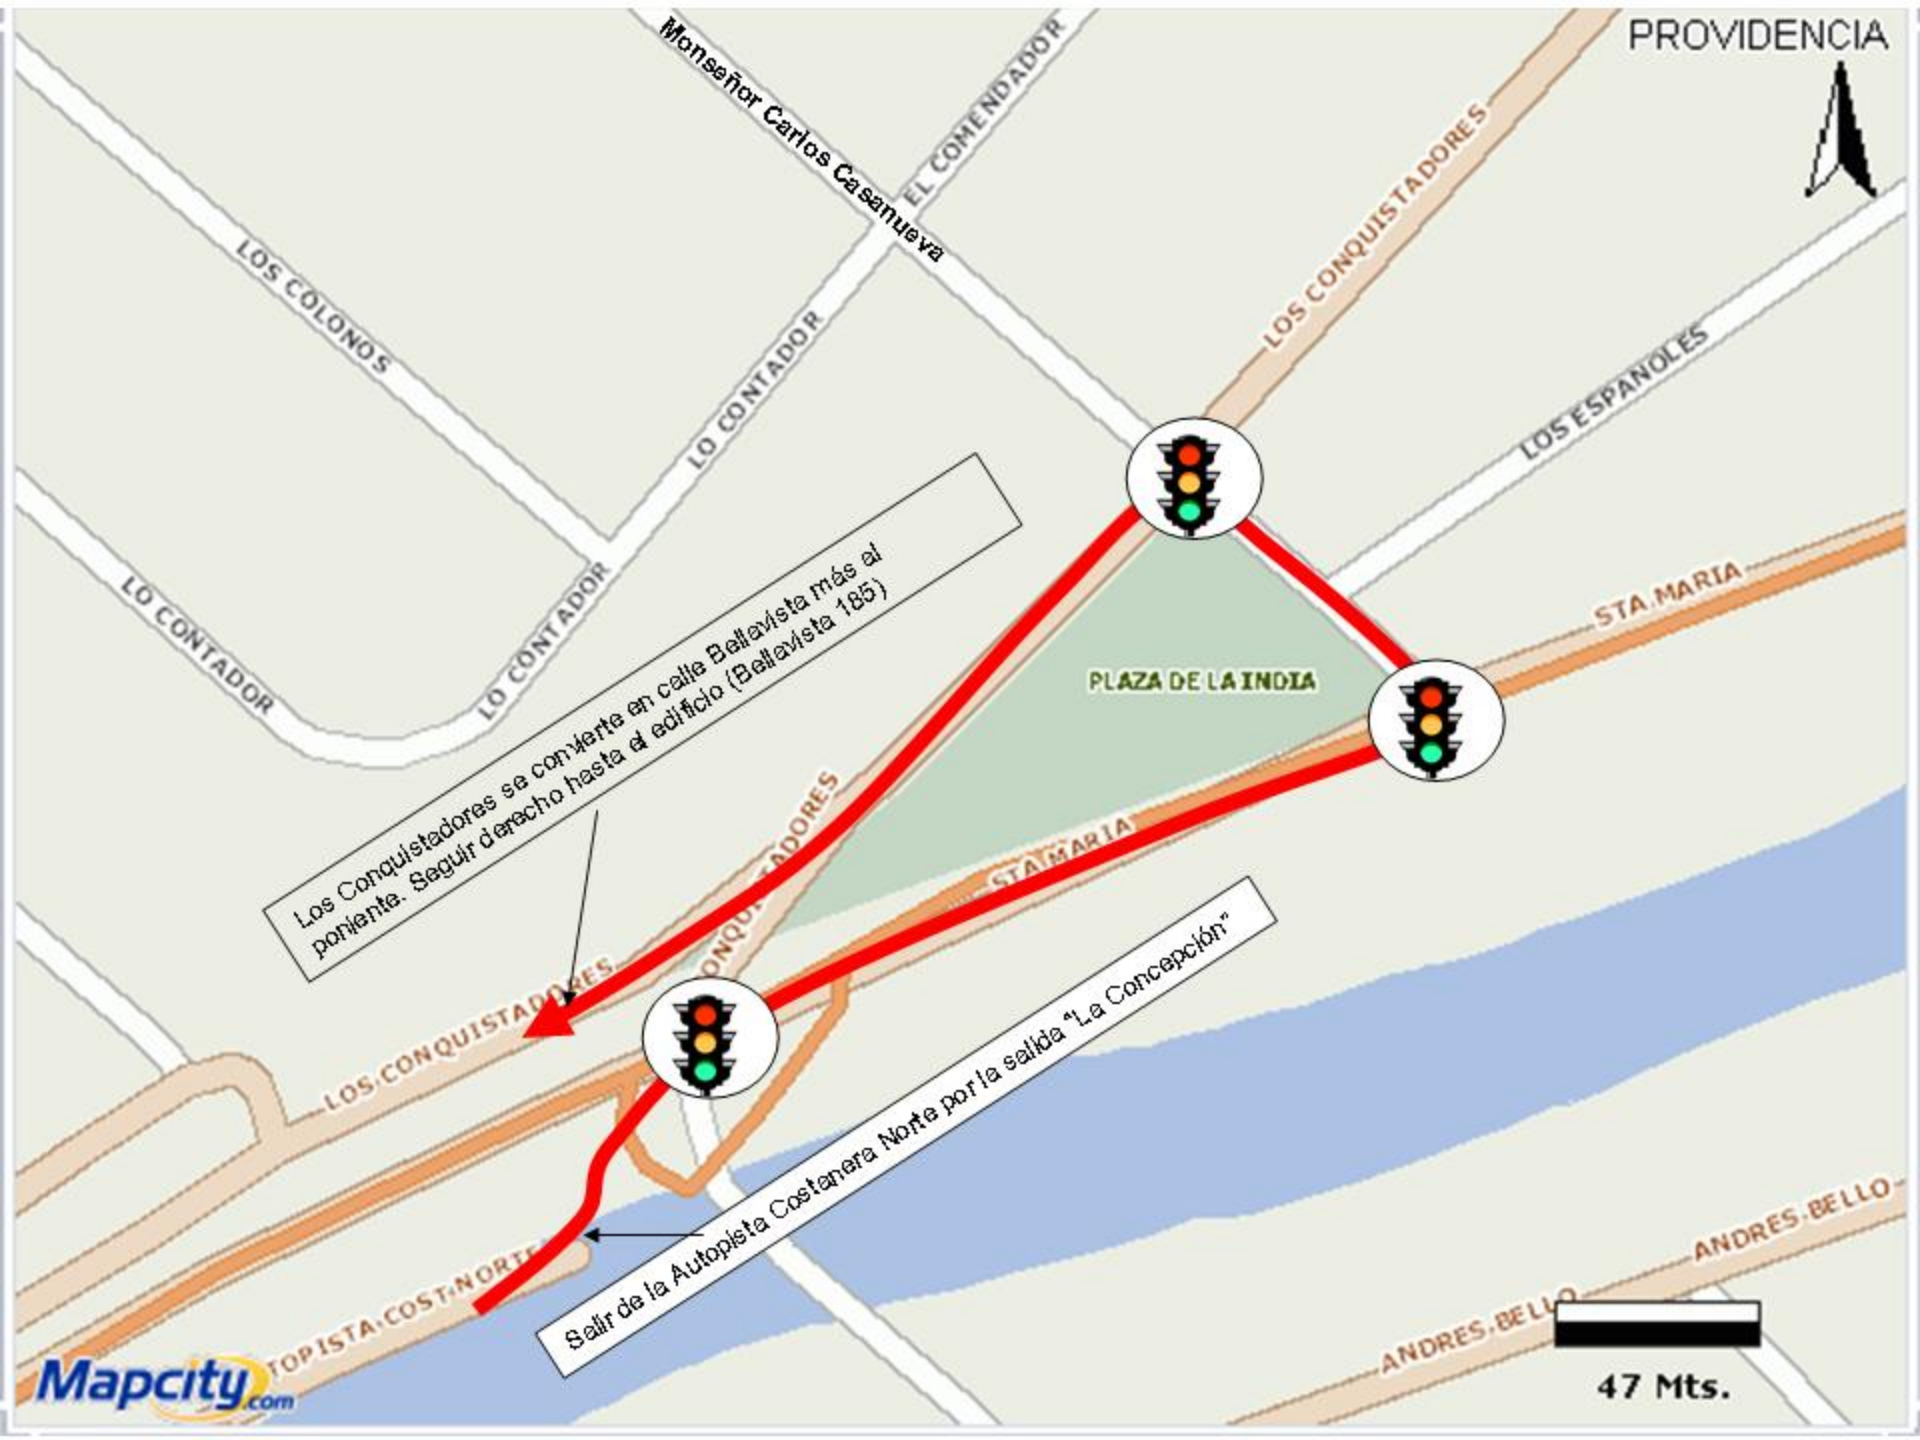 PROVIDENCIA
Monseñor Carlos Casanueva
EL COMENDADOR
LOS CONQUISTADORES
LOS COLONOS
LO CONTADOR
LOS ESPANOLES
LO CONTADOR
LO CONTADOR
STA.MARIA
PLAZA DE LA INDIA
Los Conquistadores se convierte en calle Bellavista más al
poniente. Seguir derecho hasta el edificio (Bellavista 185)
STA.MARIA
LOS CONQUISTADORES
Salir de la Autopista Costanera Norte por la salida "La Concepción"
TOPISTA COST.NORTE
ANDRES.BELLO
ANDRES.BELLO
Mapcity.com
47 Mts.